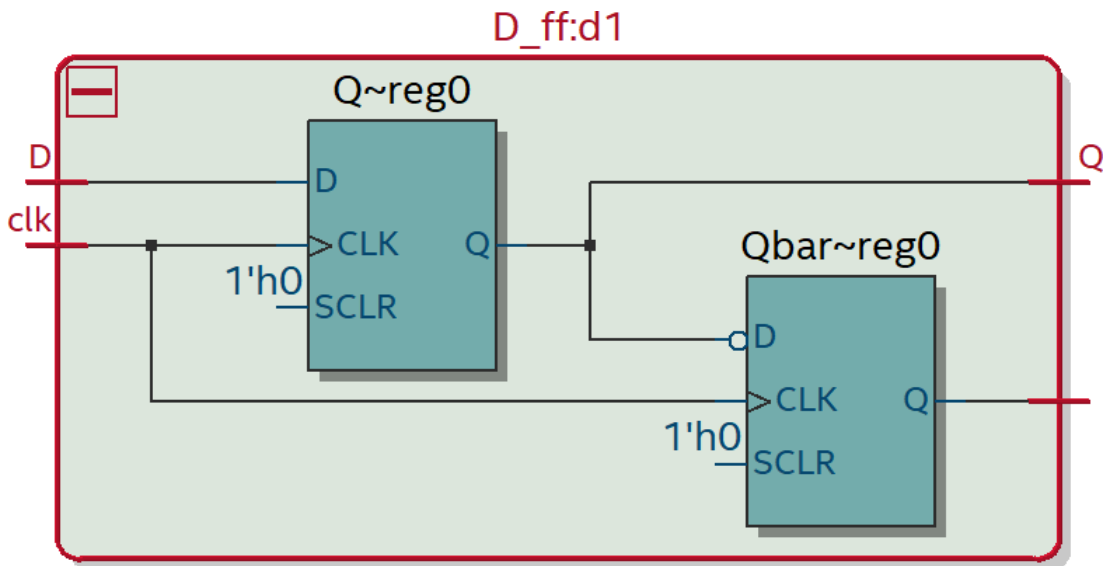 D_ff:d1
Q~reg0
D
clk
D
CLK
1'h0
SCLR
Q
Q
Qbar~reg0
D
CLK
1'h0
SCLR
Q